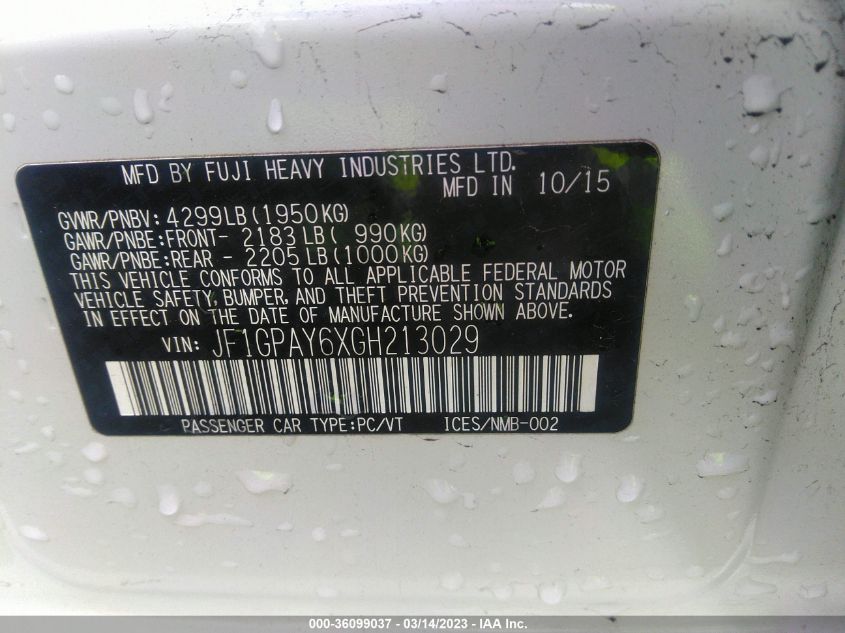 MFD BY FUJI HEAVY INDUSTRIES LTD.
MFD IN 10/15
GVWR/PNBV: 4299LB(1950KG)
GAWR/PNBE:FRONT- 2183LB( 990KG)
GAWR/PNBE:REAR - 2205LB(1000KG)
THIS VEHICLE CONFORMS TO ALL APPLICABLE FEDERAL MOTOR
VEHICLE SAFETY, BUMPER, AND THEFT PREVENTION STANDARDS
IN EFFECT ON THE DATE OF MANUFACTURE SHOWN ABOVE.
VIN: JF1GPAY6XGH213029
PASSENGER CAR TYPE:PC/VT ICES/NMB-002
000-36099037 - 03/14/2023 - IAA Inc.